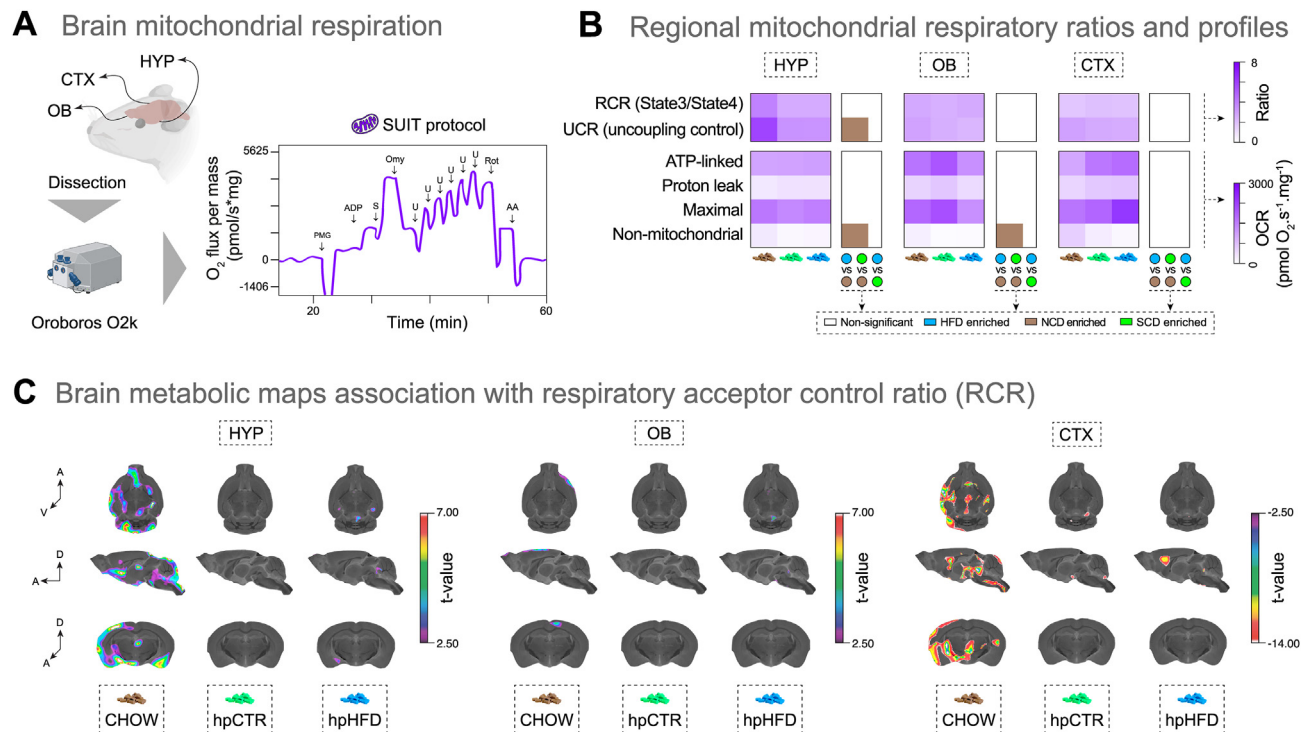 A Brain mitochondrial respiration
HYP
CTX
OB
Dissection
Oroboros O2k
SUIT protocol
O2 flux per mass
(pmol/s*mg)
5625
0
-1406
PMG
ADP
S
Omy
U
U
U
U
U
U
Rot
AA
20
60
Time (min)
B Regional mitochondrial respiratory ratios and profiles
HYP
OB
CTX
RCR (State3/State4)
UCR (uncoupling control)
ATP-linked
Proton leak
Maximal
Non-mitochondrial
vs vs vs
vs vs vs
vs vs vs
Non-significant
HFD enriched
NCD enriched
SCD enriched
8
0
Ratio
3000
0
OCR
(pmol O2.s-1.mg-1)
C Brain metabolic maps association with respiratory acceptor control ratio (RCR)
HYP
OB
CTX
A
V
D
A
D
A
7.00
2.50
t-value
7.00
2.50
t-value
-2.50
-14.00
t-value
CHOW
hpCTR
hpHFD
CHOW
hpCTR
hpHFD
CHOW
hpCTR
hpHFD